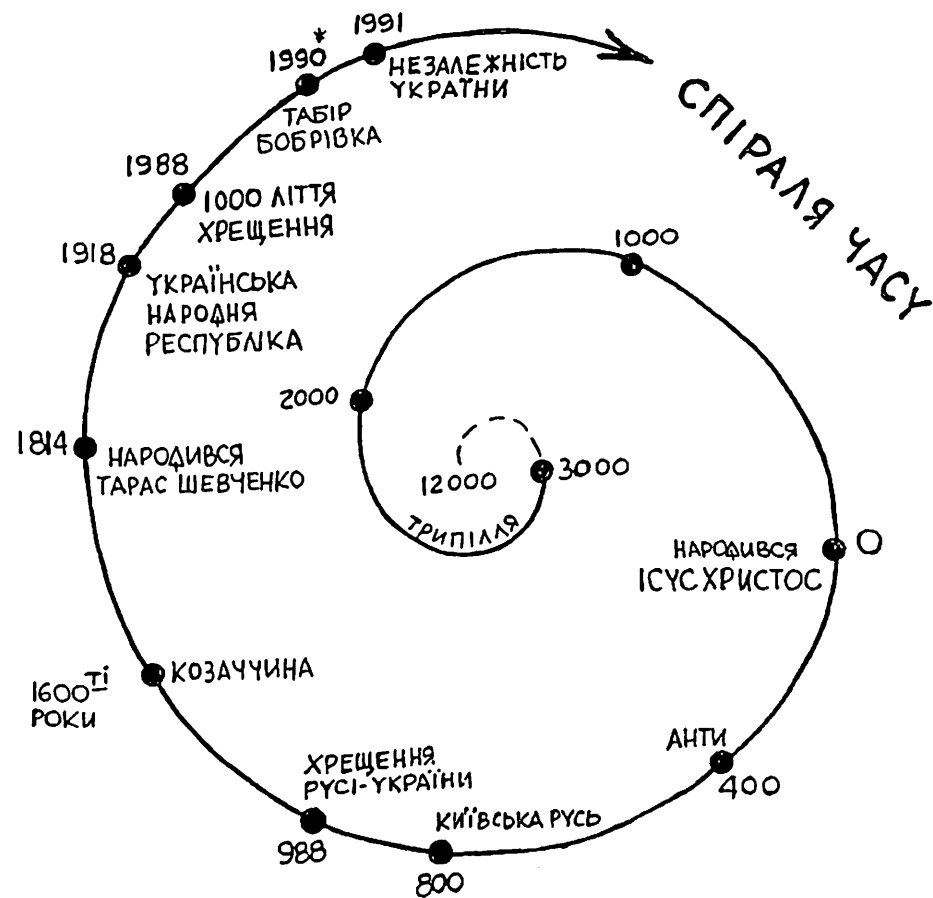 СПІРАЛЯ ЧАСУ
12000
3000
ТРИПІЛЛЯ
2000
1000
0
НАРОДИВСЯ
ІСУС ХРИСТОС
АНТИ
400
КИЇВСЬКА РУСЬ
800
ХРЕЩЕННЯ
РУСІ-УКРАЇНИ
988
1600ТІ
РОКИ
КОЗАЧЧИНА
1814
НАРОДИВСЯ
ТАРАС ШЕВЧЕНКО
1918
УКРАЇНСЬКА
НАРОДНЯ
РЕСПУБЛІКА
1988
1000 ЛІТТЯ
ХРЕЩЕННЯ
1990*
ТАБІР
БОБРІВКА
1991
НЕЗАЛЕЖНІСТЬ
УКРАЇНИ